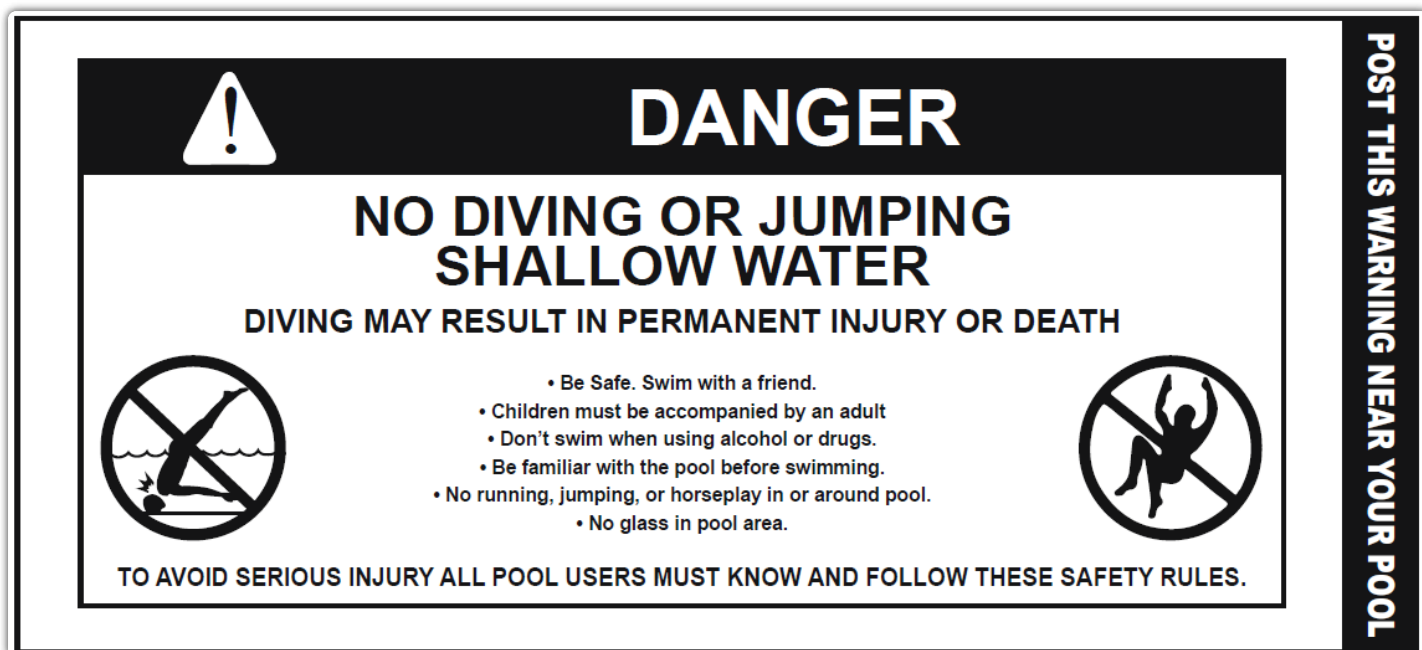 DANGER
NO DIVING OR JUMPING
SHALLOW WATER
DIVING MAY RESULT IN PERMANENT INJURY OR DEATH
• Be Safe. Swim with a friend.
• Children must be accompanied by an adult
• Don’t swim when using alcohol or drugs.
• Be familiar with the pool before swimming.
• No running, jumping, or horseplay in or around pool.
• No glass in pool area.
TO AVOID SERIOUS INJURY ALL POOL USERS MUST KNOW AND FOLLOW THESE SAFETY RULES.
POST THIS WARNING NEAR YOUR POOL